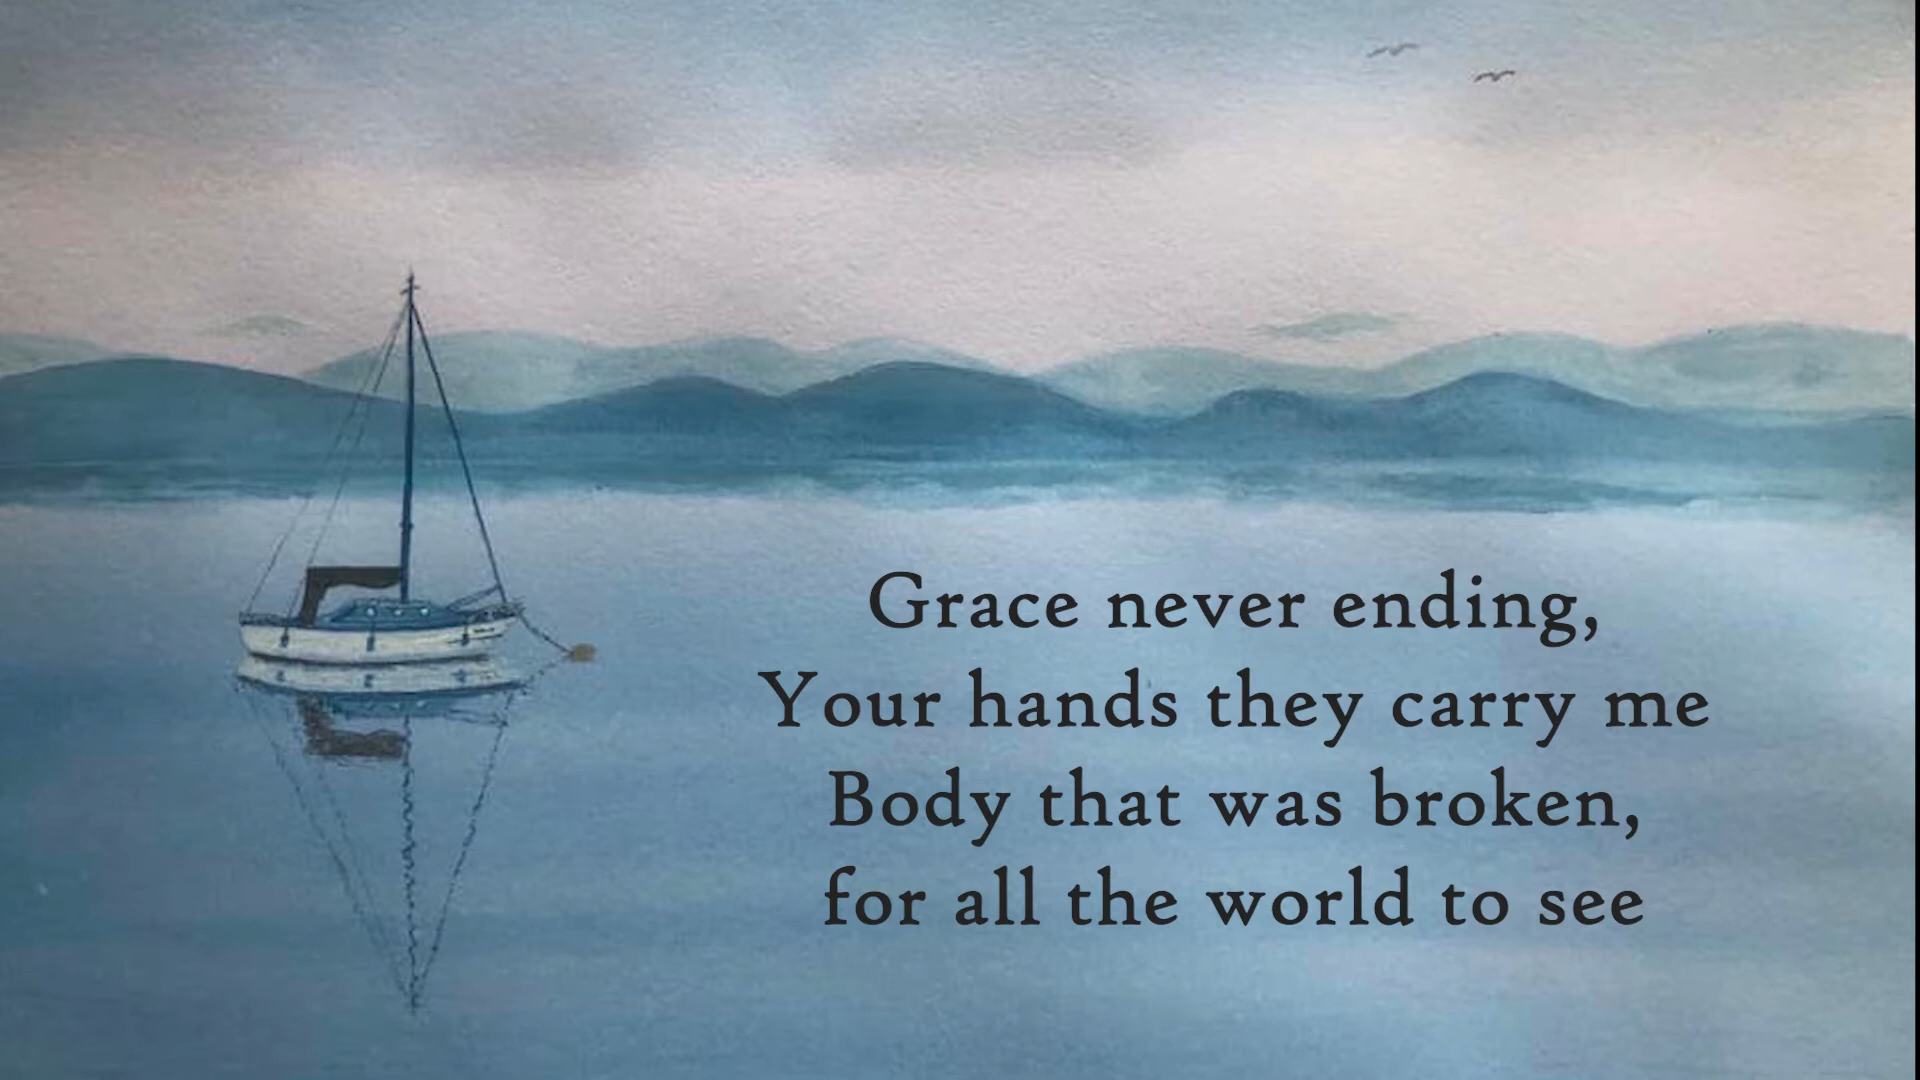 Grace never ending,
Your hands they carry me
Body that was broken,
for all the world to see